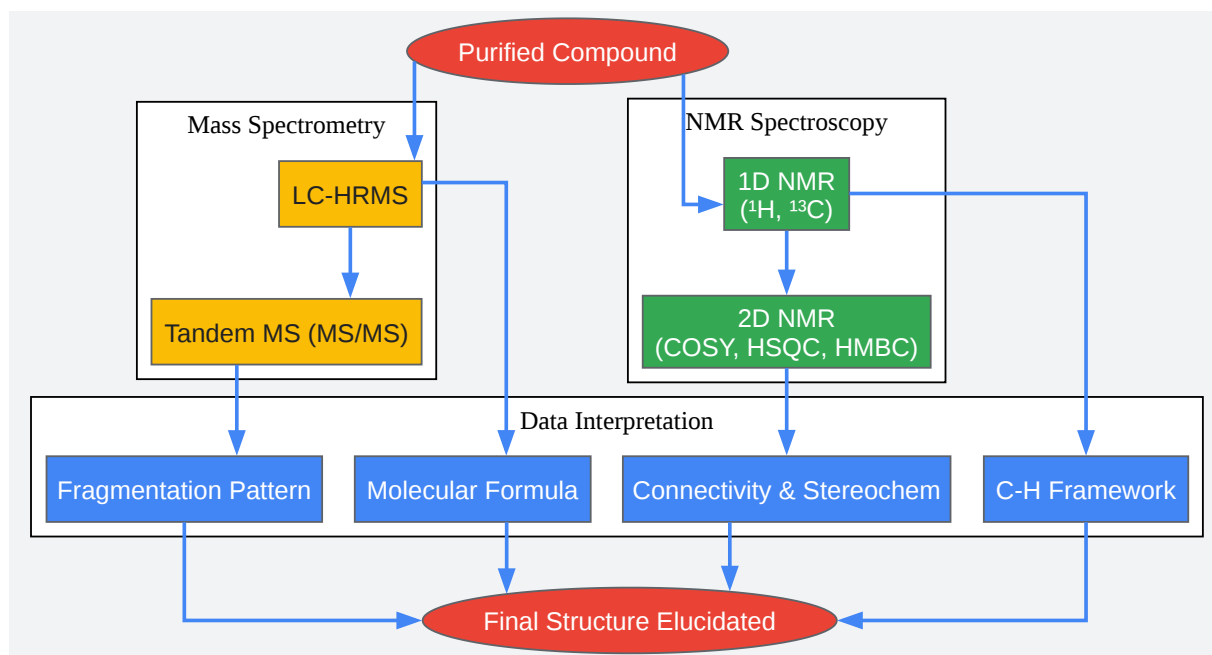 Purified Compound
Mass Spectrometry
NMR Spectroscopy
LC-HRMS
1D NMR
(¹H, ¹³C)
Tandem MS (MS/MS)
2D NMR
(COSY, HSQC, HMBC)
Data Interpretation
Fragmentation Pattern
Molecular Formula
Connectivity & Stereochem
C-H Framework
Final Structure Elucidated